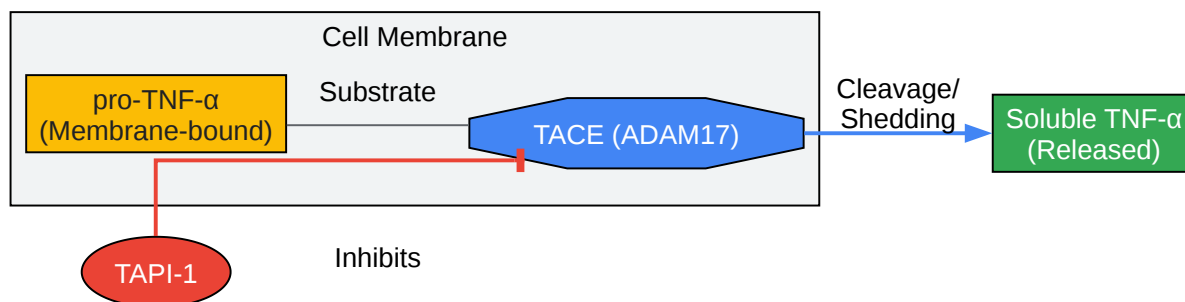 Cell Membrane
pro-TNF-α
(Membrane-bound)
Substrate
TACE (ADAM17)
Cleavage/
Shedding
Soluble TNF-α
(Released)
TAPI-1
Inhibits